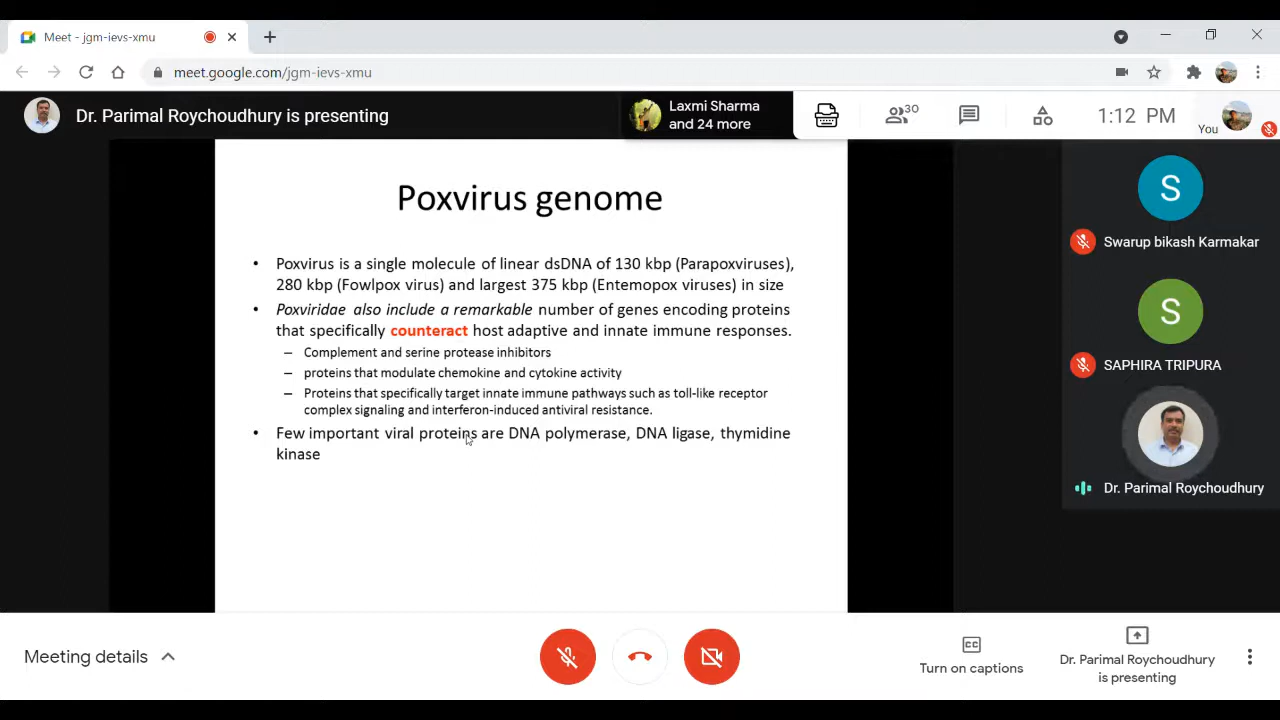 Meet - jgm-ievs-xmu
meet.google.com/jgm-ievs-xmu
Dr. Parimal Roychoudhury is presenting
Laxmi Sharma
and 24 more
30
1:12 PM
You
Poxvirus genome
• Poxvirus is a single molecule of linear dsDNA of 130 kbp (Parapoxviruses),
280 kbp (Fowlpox virus) and largest 375 kbp (Entemopox viruses) in size
• Poxviridae also include a remarkable number of genes encoding proteins
that specifically counteract host adaptive and innate immune responses.
– Complement and serine protease inhibitors
– proteins that modulate chemokine and cytokine activity
– Proteins that specifically target innate immune pathways such as toll-like receptor
complex signaling and interferon-induced antiviral resistance.
• Few important viral proteins are DNA polymerase, DNA ligase, thymidine
kinase
S
Swarup bikash Karmakar
S
SAPHIRA TRIPURA
Dr. Parimal Roychoudhury
Meeting details
CC
Turn on captions
Dr. Parimal Roychoudhury
is presenting